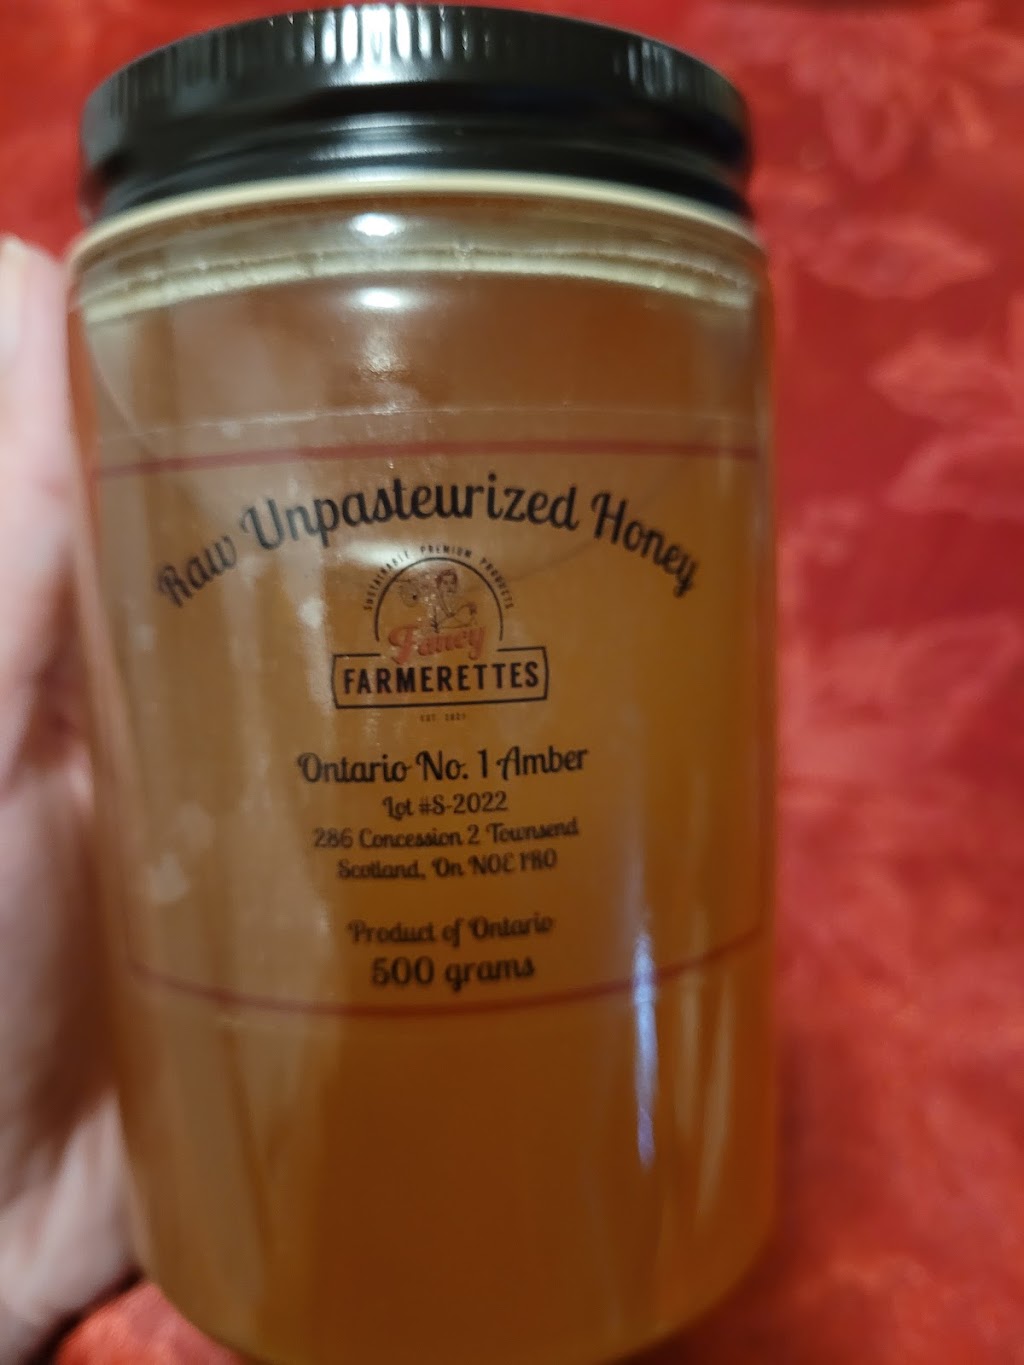 Raw Unpasteurized Honey
SUSTAINABLE PREMIUM PRODUCTS
Fancy
FARMERETTES
EST. 2021
Ontario No. 1 Amber
Lot #S-2022
286 Concession 2 Townsend
Scotland, On N0E 1R0
Product of Ontario
500 grams